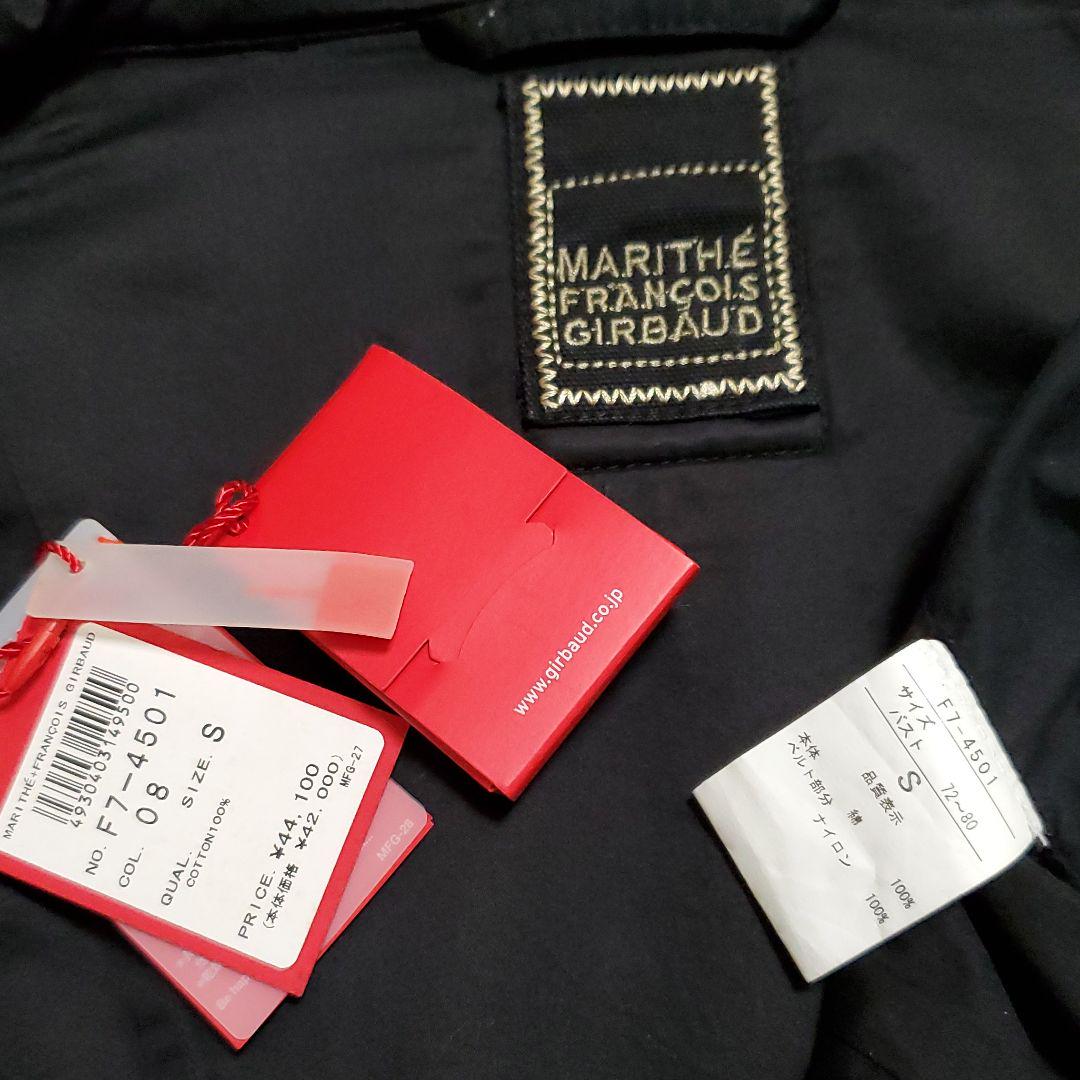 MARITHÉ
FRANÇOIS
GIRBAUD
www.girbaud.co.jp
MARITHÉ+FRANÇOIS GIRBAUD
4930403149500
NO. F7-4501
COL. 08
SIZE. S
QUAL.
COTTON100%
PRICE. ¥44,100
(本体価格 ¥42,000)
MFG-27
MFG-28
Be hap
F7-4501
サイズ S
バスト 72~80
品質表示
本体 綿 100%
ベルト部分 ナイロン 100%